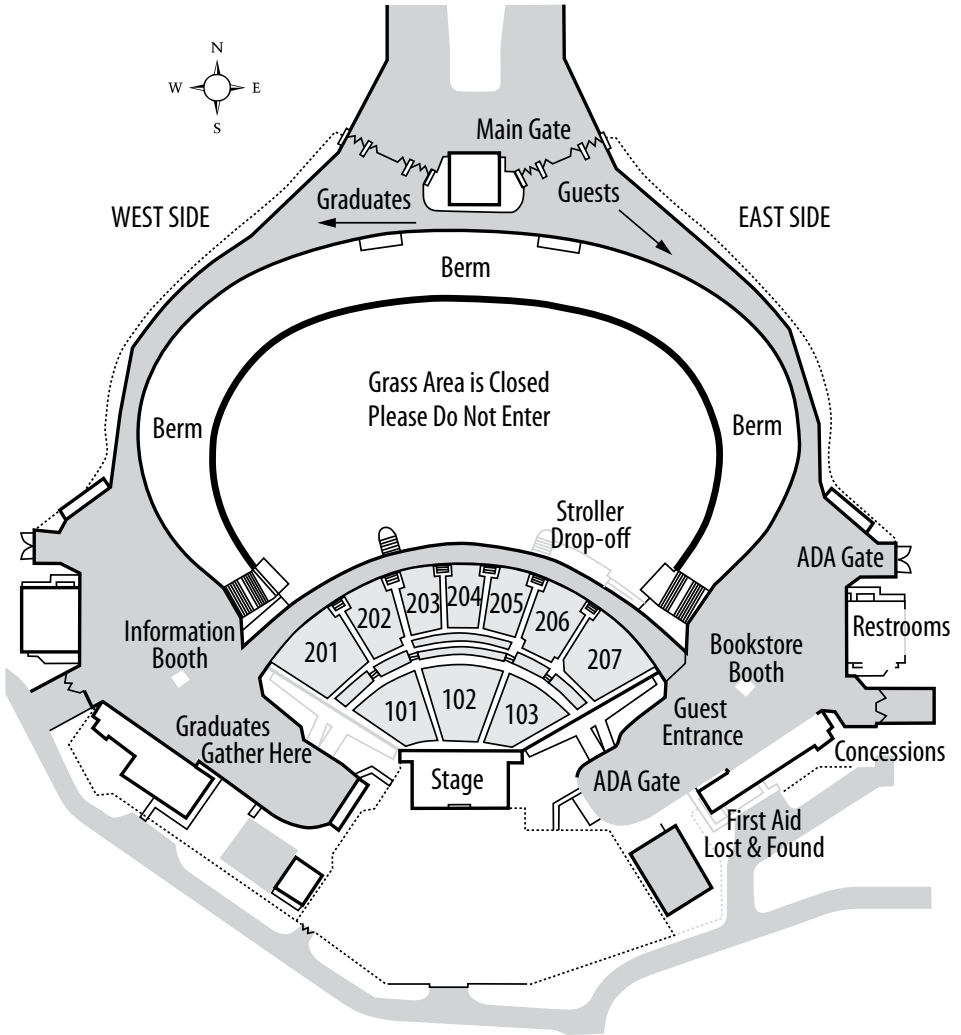 N
W E
S
Main Gate
Graduates
Guests
WEST SIDE
EAST SIDE
Berm
Grass Area is Closed
Please Do Not Enter
Berm
Berm
Stroller
Drop-off
ADA Gate
201
202
203
204
205
206
207
Information
Booth
Bookstore
Booth
Restrooms
101
102
103
Graduates
Gather Here
Guest
Entrance
Concessions
Stage
ADA Gate
First Aid
Lost & Found